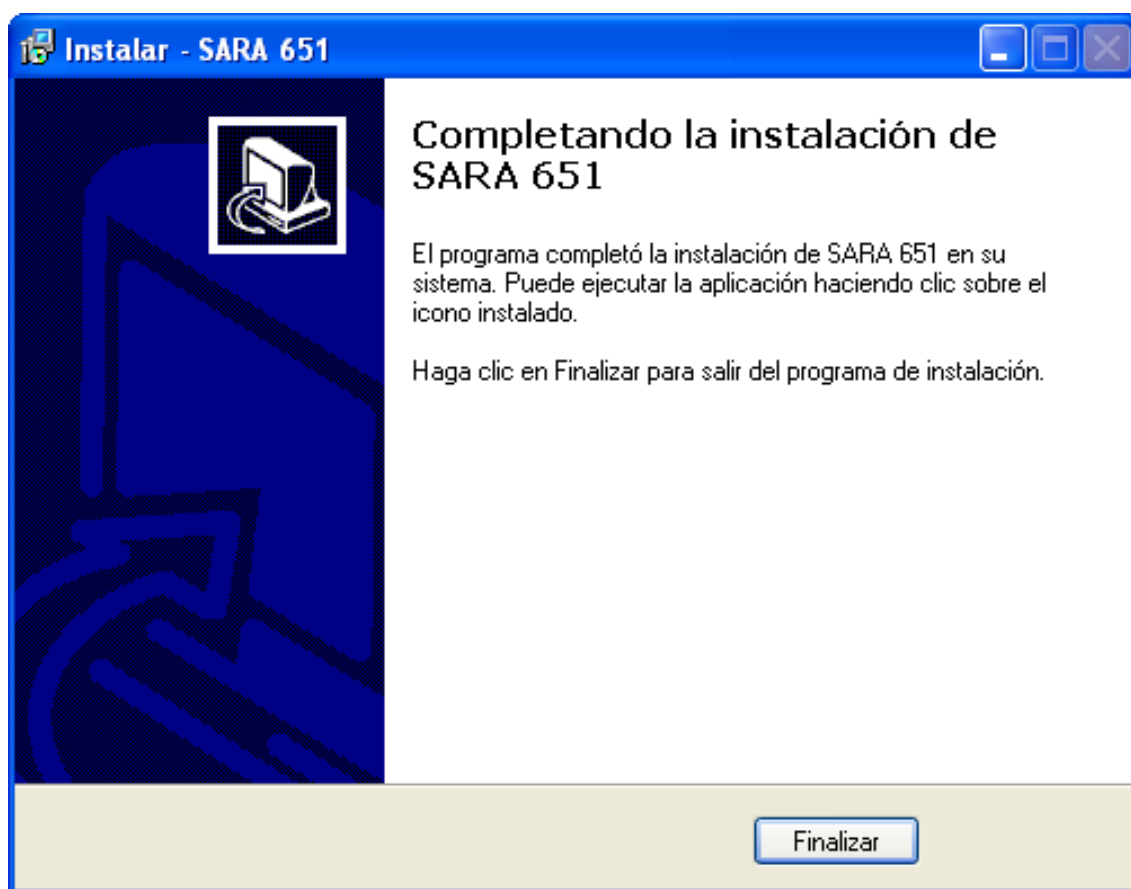 Instalar - SARA 651
Completando la instalación de
SARA 651
El programa completó la instalación de SARA 651 en su
sistema. Puede ejecutar la aplicación haciendo clic sobre el
icono instalado.
Haga clic en Finalizar para salir del programa de instalación.
Finalizar